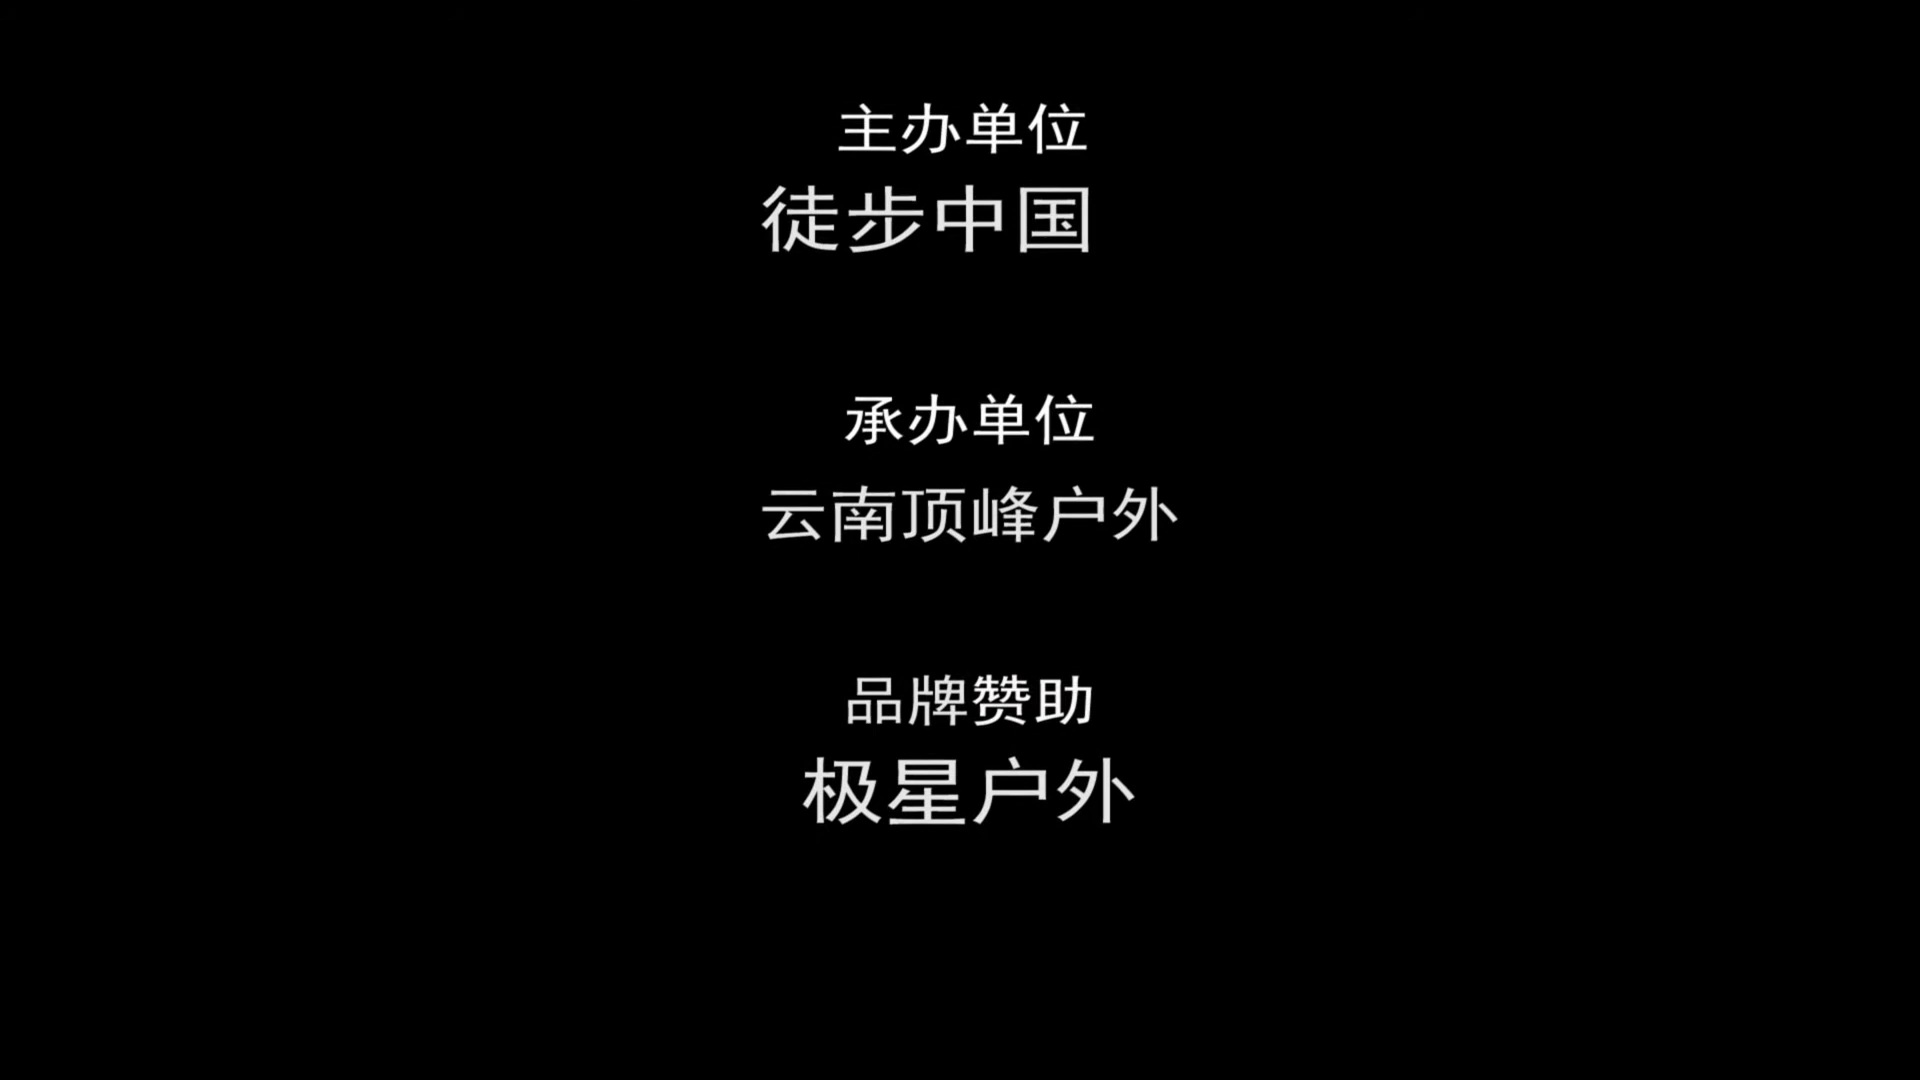 主办单位
徒步中国
承办单位
云南顶峰户外
品牌赞助
极星户外